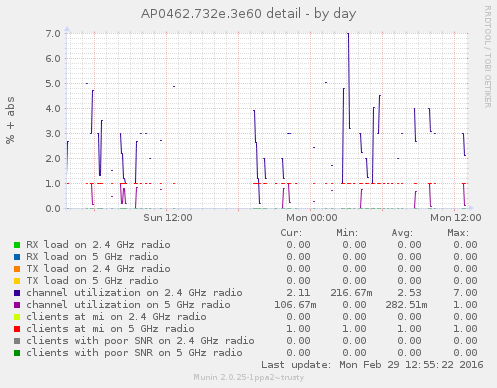 AP0462.732e.3e60 detail - by day
RRDTOOL / TOBI OETIKER
% + abs
7.0
6.0
5.0
4.0
3.0
2.0
1.0
0.0
Sun 12:00 Mon 00:00 Mon 12:00
Cur: Min: Avg: Max:
RX load on 2.4 GHz radio 0.00 0.00 0.00 0.00
RX load on 5 GHz radio 0.00 0.00 0.00 0.00
TX load on 2.4 GHz radio 0.00 0.00 0.00 0.00
TX load on 5 GHz radio 0.00 0.00 0.00 0.00
channel utilization on 2.4 GHz radio 2.11 216.67m 2.53 7.00
channel utilization on 5 GHz radio 106.67m 0.00 282.51m 1.00
clients at mi on 2.4 GHz radio 0.00 0.00 0.00 0.00
clients at mi on 5 GHz radio 1.00 1.00 1.00 1.00
clients with poor SNR on 2.4 GHz radio 0.00 0.00 0.00 0.00
clients with poor SNR on 5 GHz radio 0.00 0.00 0.00 0.00
Last update: Mon Feb 29 12:55:22 2016
Munin 2.0.25-1ppa2~trusty